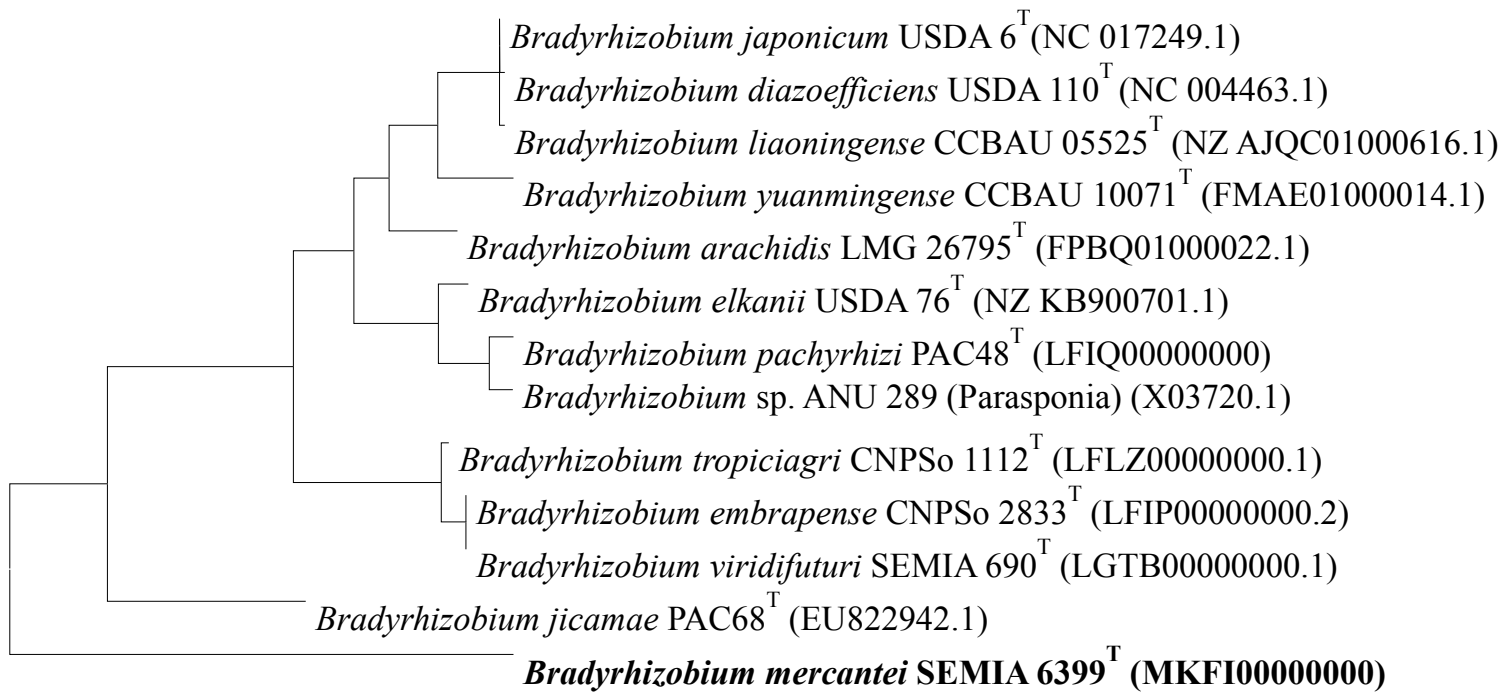 Bradyrhizobium japonicum USDA 6T(NC 017249.1)
Bradyrhizobium diazoefficiens USDA 110T (NC 004463.1)
Bradyrhizobium liaoningense CCBAU 05525T (NZ AJQC01000616.1)
Bradyrhizobium yuanmingense CCBAU 10071T (FMAE01000014.1)
Bradyrhizobium arachidis LMG 26795T (FPBQ01000022.1)
Bradyrhizobium elkanii USDA 76T (NZ KB900701.1)
Bradyrhizobium pachyrhizi PAC48T (LFIQ00000000)
Bradyrhizobium sp. ANU 289 (Parasponia) (X03720.1)
Bradyrhizobium tropiciagri CNPSo 1112T (LFLZ00000000.1)
Bradyrhizobium embrapense CNPSo 2833T (LFIP00000000.2)
Bradyrhizobium viridifuturi SEMIA 690T (LGTB00000000.1)
Bradyrhizobium jicamae PAC68T (EU822942.1)
Bradyrhizobium mercantei SEMIA 6399T (MKFI00000000)